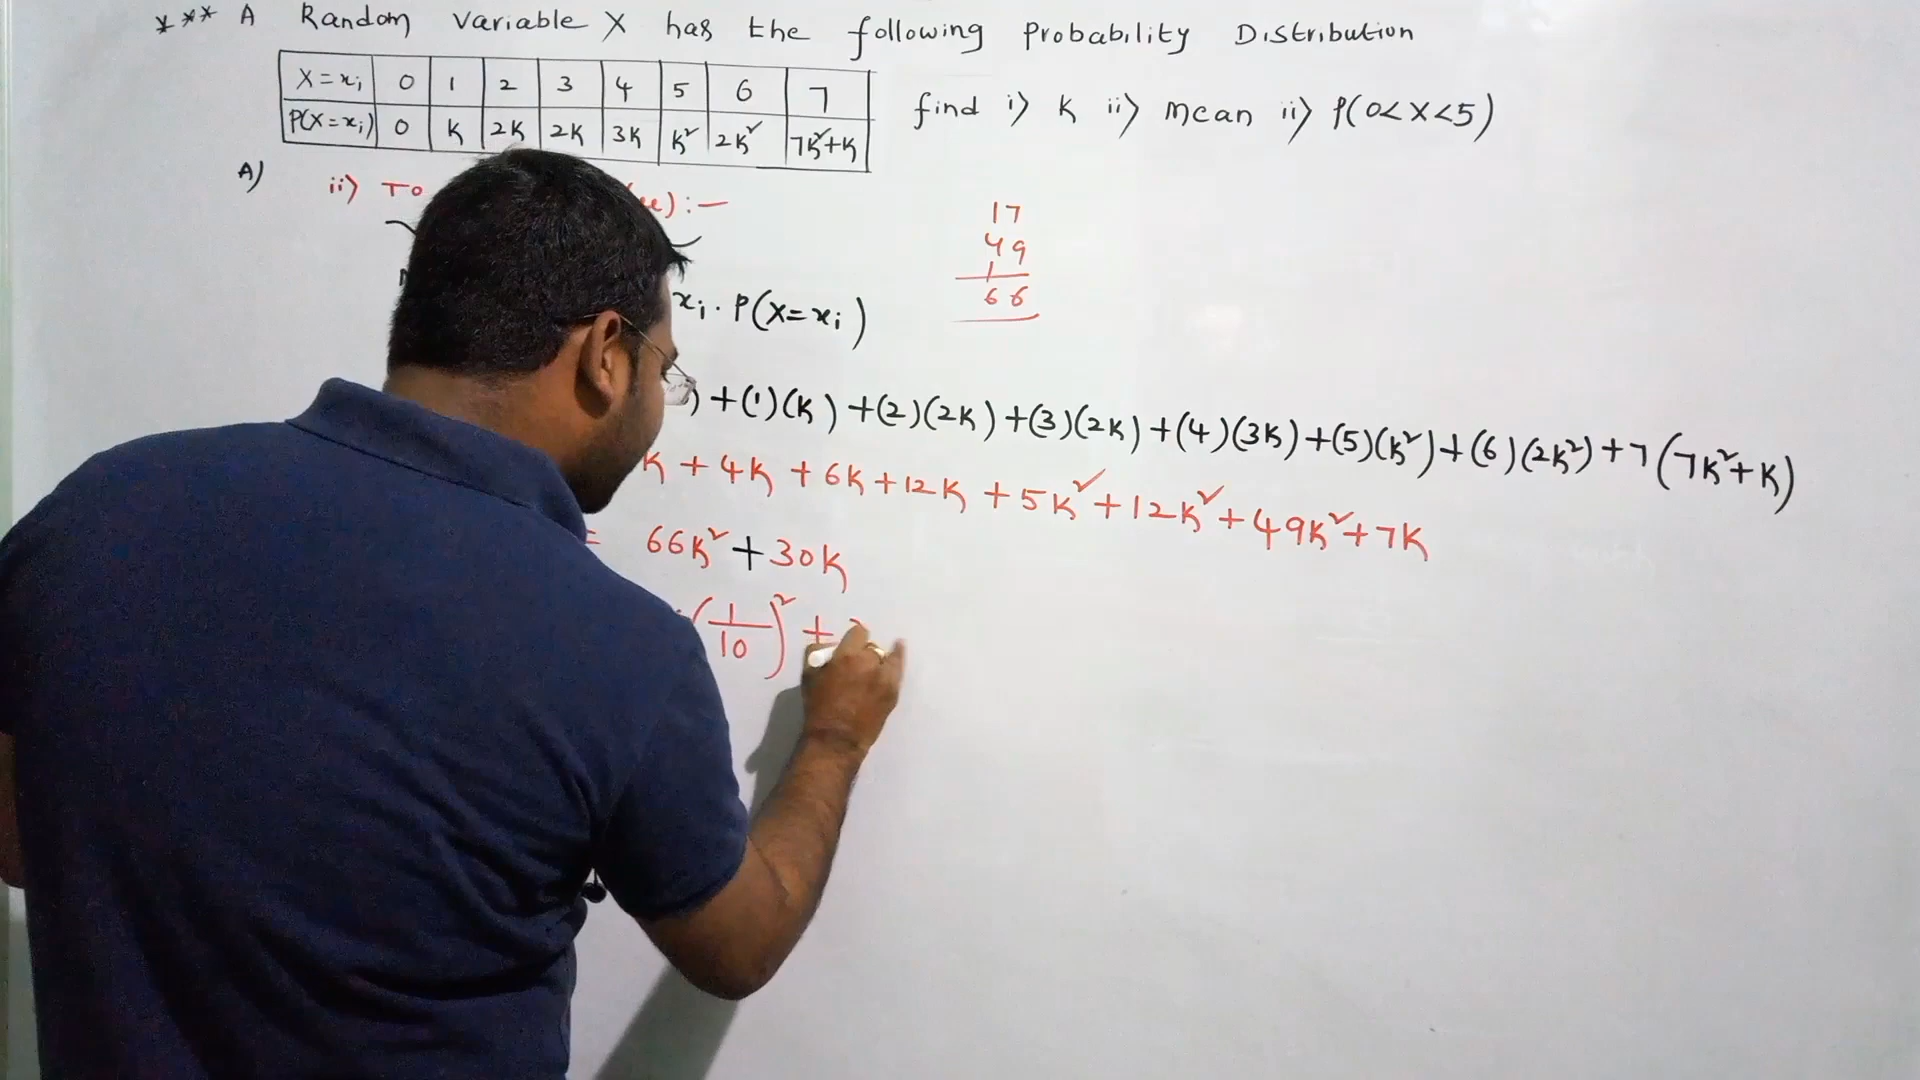 *** A Random Variable X has the following Probability Distribution
X=xᵢ 0 1 2 3 4 5 6 7
P(X=xᵢ) 0 K 2K 2K 3K K² 2K² 7K²+K
find i) K ii) mean ii) P(0<X<5)
A) ii) To :-
17
49
1
66
xᵢ . P(X=xᵢ)
) +(1)(K) +(2)(2K) +(3)(2K) +(4)(3K) +(5)(K²) +(6)(2K²) +7(7K²+K)
K + 4K + 6K + 12K + 5K² + 12K² + 49K² + 7K
= 66K² + 30K
(1/10)² +